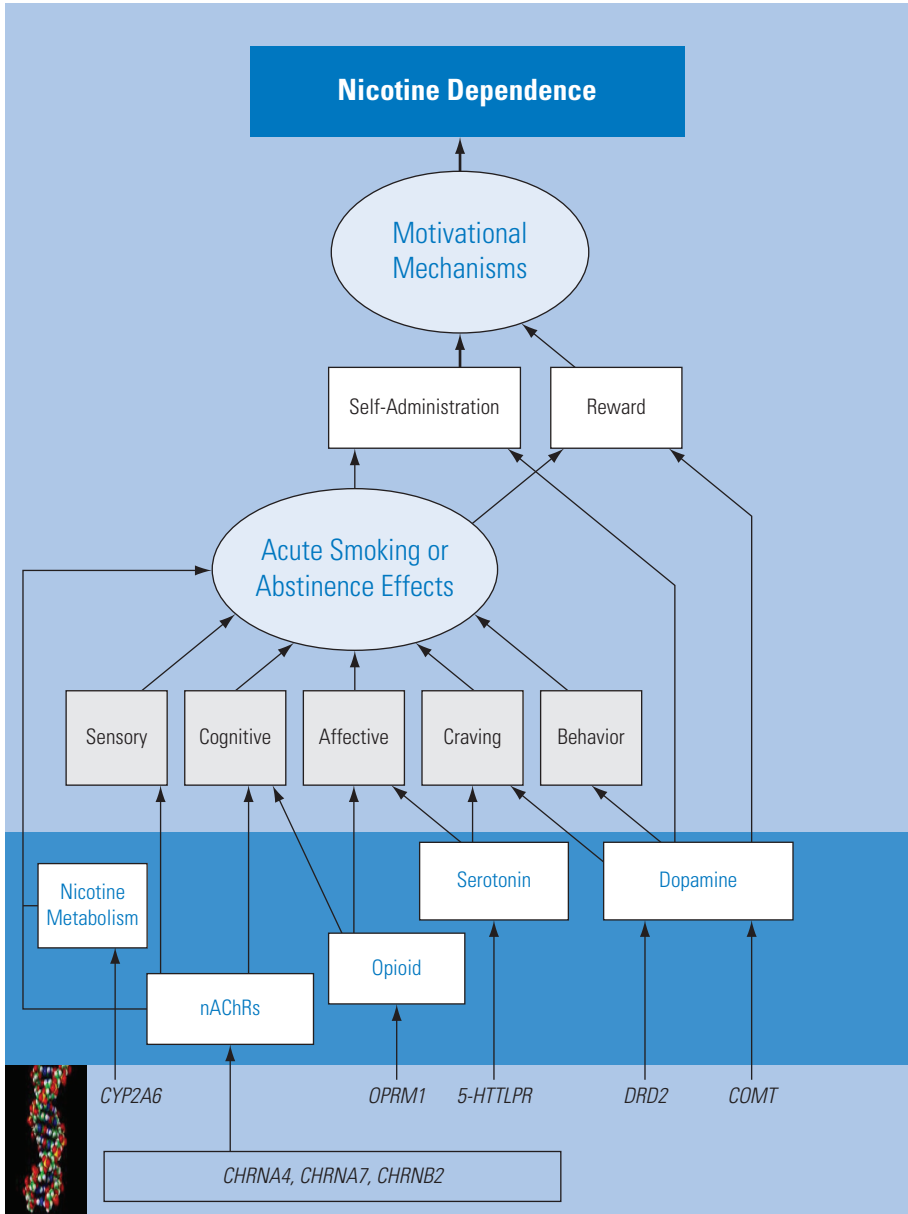 Nicotine Dependence
Motivational
Mechanisms
Self-Administration
Reward
Acute Smoking or
Abstinence Effects
Sensory
Cognitive
Affective
Craving
Behavior
Serotonin
Dopamine
Nicotine
Metabolism
Opioid
nAChRs
CYP2A6
OPRM1
5-HTTLPR
DRD2
COMT
CHRNA4, CHRNA7, CHRNB2